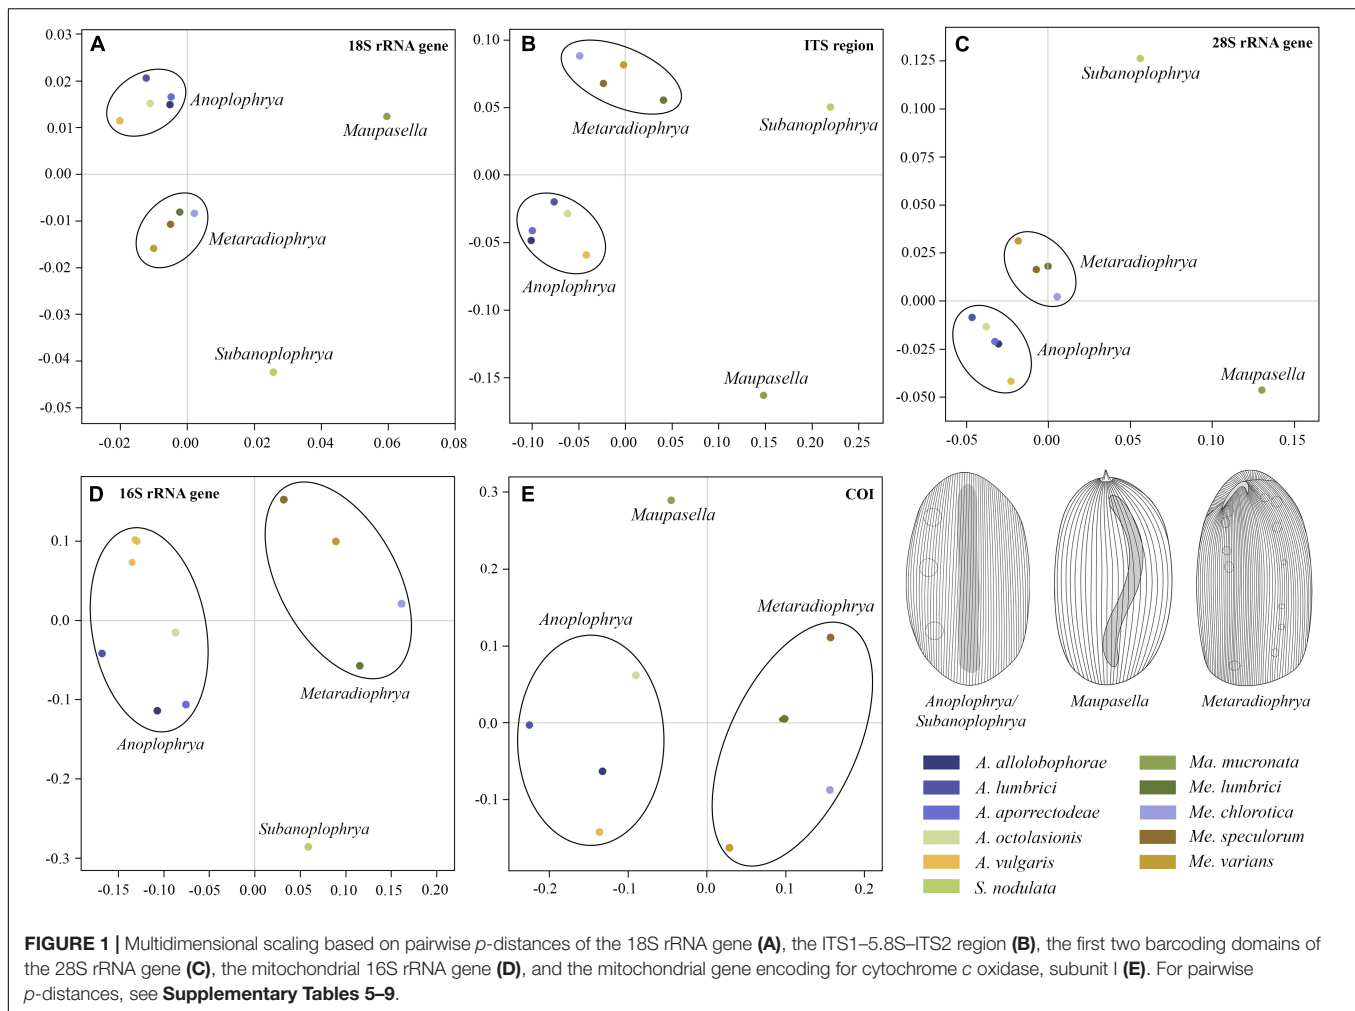 A
18S rRNA gene
0.03
0.02
0.01
0.00
-0.01
-0.02
-0.03
-0.04
-0.05
Anoplophrya
Maupasella
Metaradiophrya
Subanoplophrya
-0.02 0.00 0.02 0.04 0.06 0.08
B
ITS region
0.10
0.05
0.00
-0.05
-0.10
-0.15
Metaradiophrya
Subanoplophrya
Anoplophrya
Maupasella
-0.10 -0.05 0.00 0.05 0.10 0.15 0.20 0.25
C
28S rRNA gene
0.125
0.100
0.075
0.050
0.025
0.000
-0.025
-0.050
Subanoplophrya
Metaradiophrya
Anoplophrya
Maupasella
-0.05 0.00 0.05 0.10 0.15
D
16S rRNA gene
0.1
0.0
-0.1
-0.2
-0.3
Metaradiophrya
Anoplophrya
Subanoplophrya
-0.15 -0.10 -0.05 0.00 0.05 0.10 0.15 0.20
E
COI
0.3
0.2
0.1
0.0
-0.1
Maupasella
Metaradiophrya
Anoplophrya
-0.2 -0.1 0.0 0.1 0.2
Anoplophrya/
Subanoplophrya
Maupasella
Metaradiophrya
A. allolobophorae
A. lumbrici
A. aporrectodeae
A. octolasionis
A. vulgaris
S. nodulata
Ma. mucronata
Me. lumbrici
Me. chlorotica
Me. speculorum
Me. varians
FIGURE 1 | Multidimensional scaling based on pairwise p-distances of the 18S rRNA gene (A), the ITS1–5.8S–ITS2 region (B), the first two barcoding domains of
the 28S rRNA gene (C), the mitochondrial 16S rRNA gene (D), and the mitochondrial gene encoding for cytochrome c oxidase, subunit I (E). For pairwise
p-distances, see Supplementary Tables 5–9.